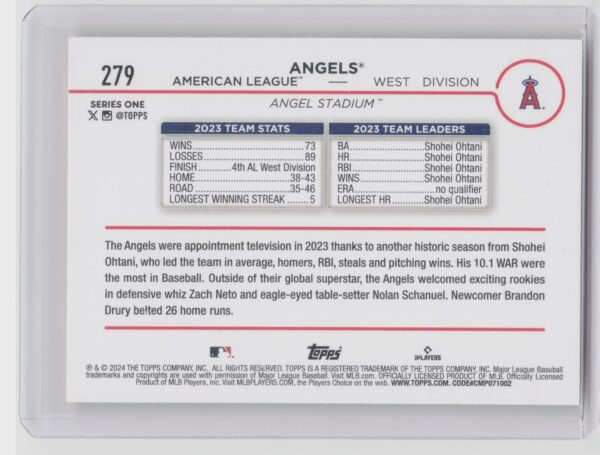 279
ANGELS®
AMERICAN LEAGUE™ — WEST DIVISION
ANGEL STADIUM™
A
SERIES ONE
X @TOPPS
2023 TEAM STATS
WINS..........73
LOSSES..........89
FINISH..........4th AL West Division
HOME..........38-43
ROAD..........35-46
LONGEST WINNING STREAK......5
2023 TEAM LEADERS
BA..........Shohei Ohtani
HR..........Shohei Ohtani
RBI..........Shohei Ohtani
WINS..........Shohei Ohtani
ERA..........no qualifier
LONGEST HR..........Shohei Ohtani
The Angels were appointment television in 2023 thanks to another historic season from Shohei
Ohtani, who led the team in average, homers, RBI, steals and pitching wins. His 10.1 WAR were
the most in Baseball. Outside of their global superstar, the Angels welcomed exciting rookies
in defensive whiz Zach Neto and eagle-eyed table-setter Nolan Schanuel. Newcomer Brandon
Drury belted 26 home runs.
Topps
PLAYERS
℗ & © 2024 THE TOPPS COMPANY, INC. ALL RIGHTS RESERVED. TOPPS IS A REGISTERED TRADEMARK OF THE TOPPS COMPANY, INC. Major League Baseball
trademarks and copyrights are used with permission of Major League Baseball. Visit MLB.com. OFFICIALLY LICENSED PRODUCT OF MLB. Officially Licensed
Product of MLB Players, Inc. Visit MLBPLAYERS.COM, the Players Choice on the web. WWW.TOPPS.COM. CODE#CMP071002